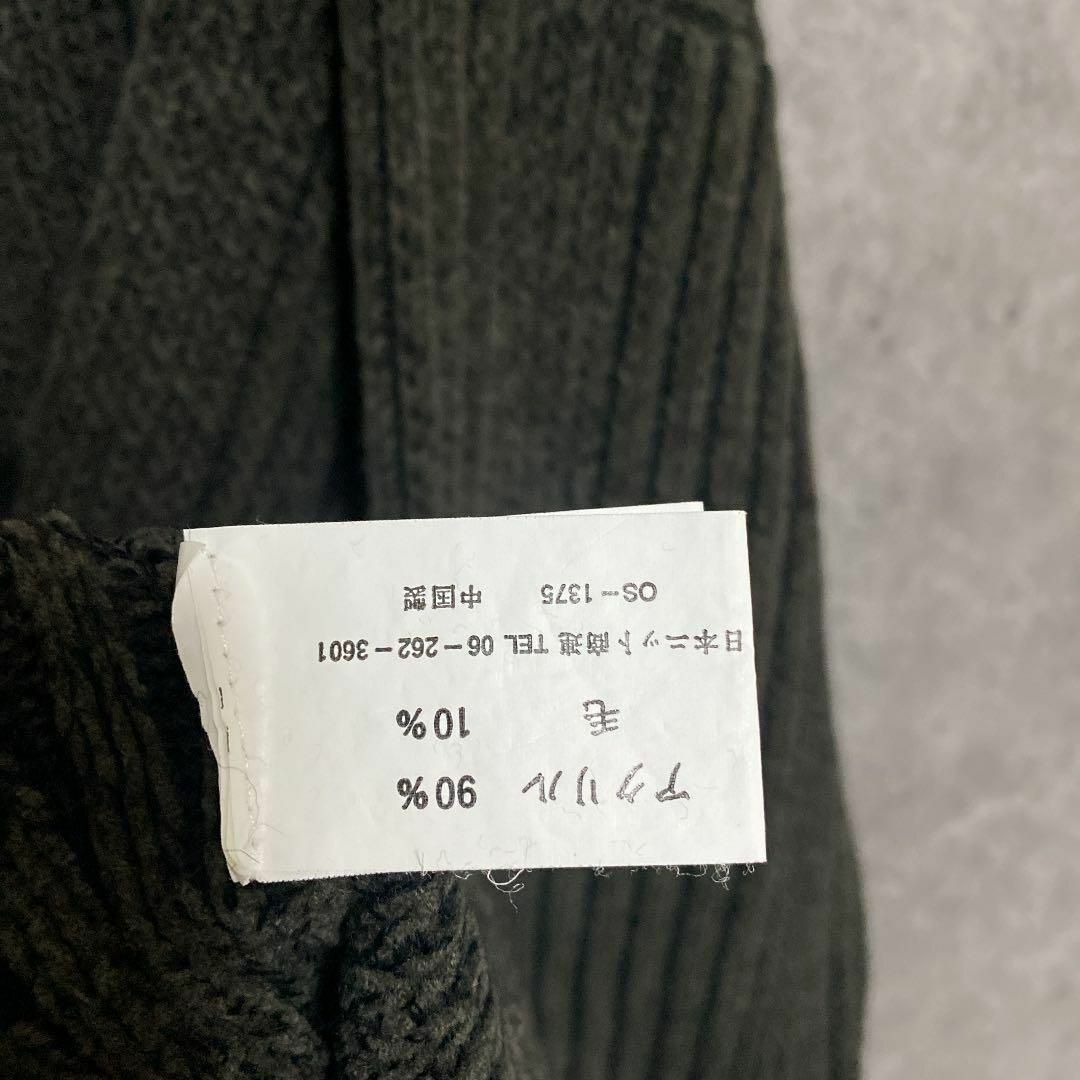 アクリル 90%
毛 10%
日本ニット商運 TEL 06-262-3601
OS-1375 中国製